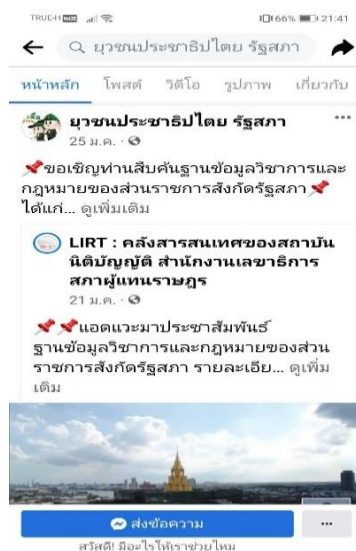 TRUE-H
66%
21:41
ยุวชนประชาธิปไตย รัฐสภา
หน้าหลัก โพสต์ วิดีโอ รูปภาพ เกี่ยวกับ
ยุวชนประชาธิปไตย รัฐสภา
25 ม.ค. ·
📌ขอเชิญท่านสืบค้นฐานข้อมูลวิชาการและ
กฎหมายของส่วนราชการสังกัดรัฐสภา📌
ได้แก่... ดูเพิ่มเติม
LIRT : คลังสารสนเทศของสถาบัน
นิติบัญญัติ สำนักงานเลขาธิการ
สภาผู้แทนราษฎร
21 ม.ค. ·
📌📌แอดแวะมาประชาสัมพันธ์
ฐานข้อมูลวิชาการและกฎหมายของส่วน
ราชการสังกัดรัฐสภา รายละเอีย... ดูเพิ่ม
เติม
ส่งข้อความ
สวัสดี! มีอะไรให้เราช่วยไหม